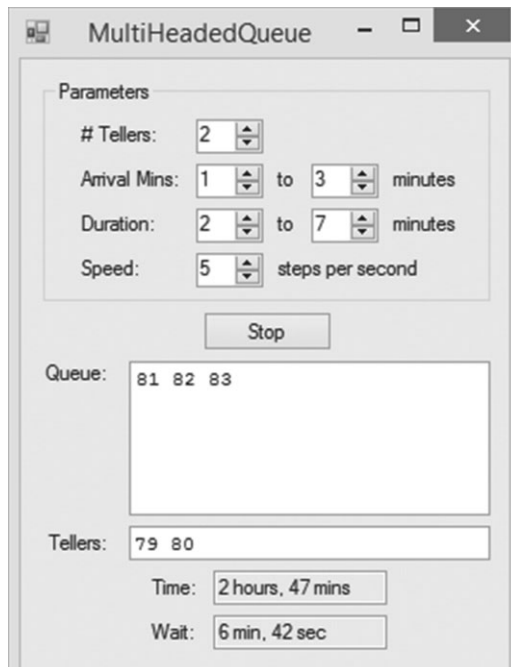 MultiHeadedQueue
Parameters
# Tellers: 2
Arrival Mins: 1 to 3 minutes
Duration: 2 to 7 minutes
Speed: 5 steps per second
Stop
Queue: 81 82 83
Tellers: 79 80
Time: 2 hours, 47 mins
Wait: 6 min, 42 sec